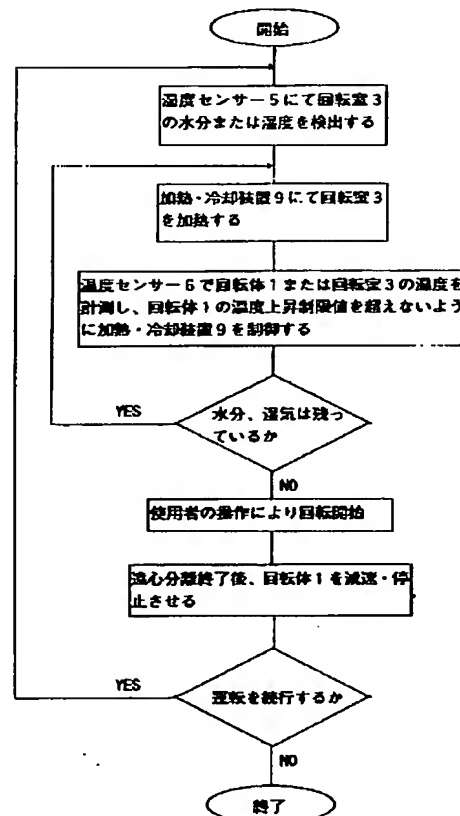 開始
湿度センサー5にて回転室3
の水分または湿度を検出する
加熱・冷却装置9にて回転室3
を加熱する
温度センサー6で回転体1または回転室3の温度を
計測し、回転体1の温度上昇制限値を超えないよう
に加熱・冷却装置9を制御する
水分、湿気は残っ
ているか
YES
NO
使用者の操作により回転開始
遠心分離終了後、回転体1を減速・停
止させる
運転を続行するか
YES
NO
終了